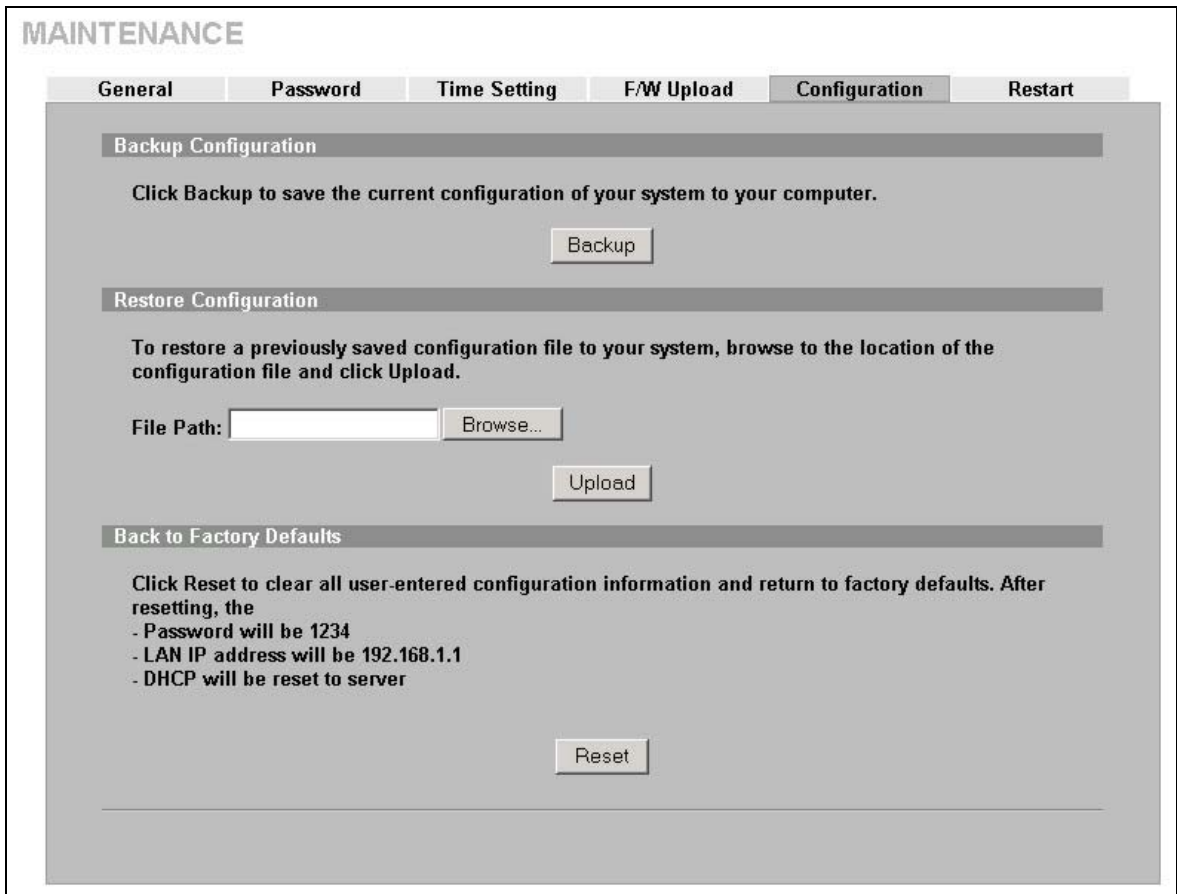 MAINTENANCE
General Password Time Setting F/W Upload Configuration Restart
Backup Configuration
Click Backup to save the current configuration of your system to your computer.
Backup
Restore Configuration
To restore a previously saved configuration file to your system, browse to the location of the
configuration file and click Upload.
File Path: Browse...
Upload
Back to Factory Defaults
Click Reset to clear all user-entered configuration information and return to factory defaults. After
resetting, the
- Password will be 1234
- LAN IP address will be 192.168.1.1
- DHCP will be reset to server
Reset